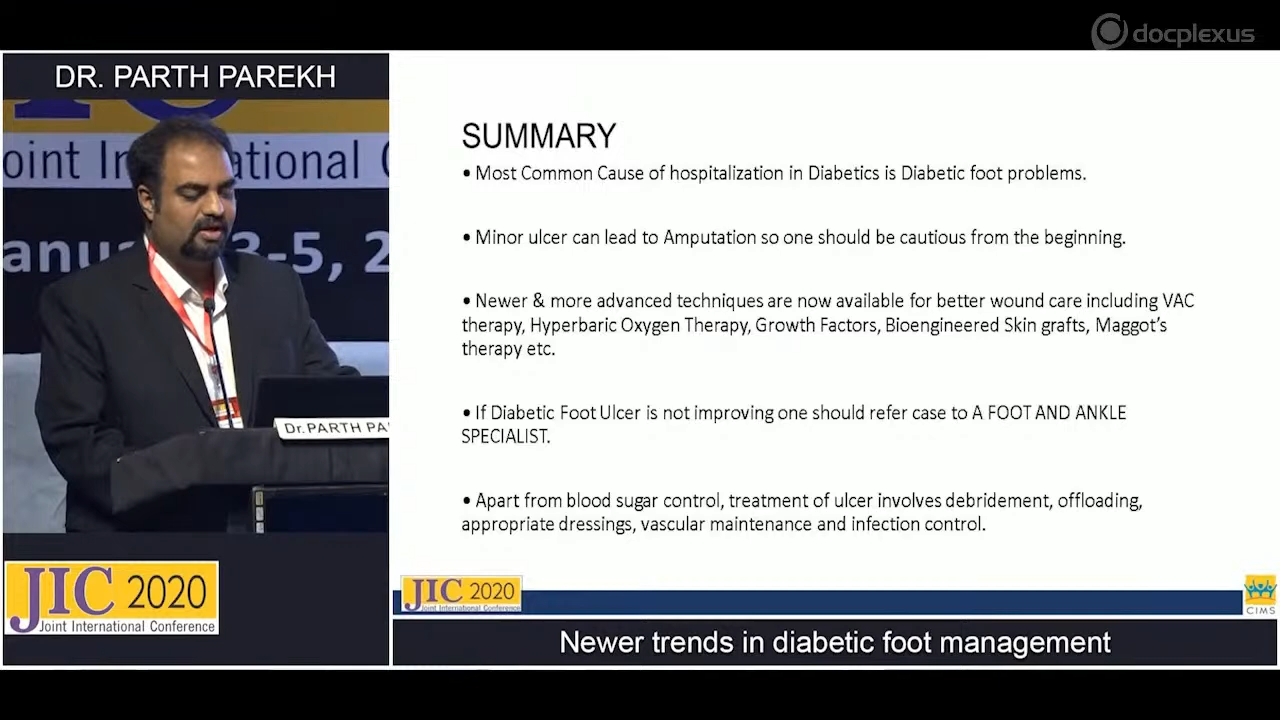 docplexus
DR. PARTH PAREKH
oint In
national C
anua
3-5, 2
Dr.PARTH PA
JIC 2020
Joint International Conference
SUMMARY
• Most Common Cause of hospitalization in Diabetics is Diabetic foot problems.
• Minor ulcer can lead to Amputation so one should be cautious from the beginning.
• Newer & more advanced techniques are now available for better wound care including VAC
therapy, Hyperbaric Oxygen Therapy, Growth Factors, Bioengineered Skin grafts, Maggot's
therapy etc.
• If Diabetic Foot Ulcer is not improving one should refer case to A FOOT AND ANKLE
SPECIALIST.
• Apart from blood sugar control, treatment of ulcer involves debridement, offloading,
appropriate dressings, vascular maintenance and infection control.
JIC 2020
Joint International Conference
CIMS
Newer trends in diabetic foot management